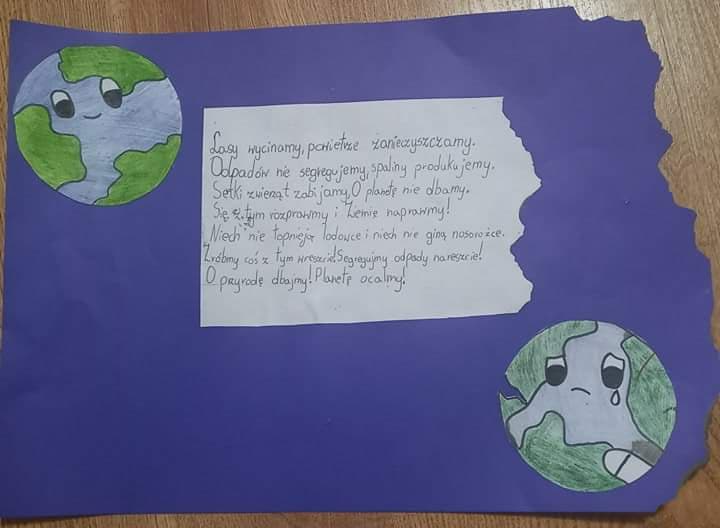 Lasy wycinamy, powietrze zanieczyszczamy.
Odpadów nie segregujemy, spaliny produkujemy.
Setki zwierząt zabijamy, O planetę nie dbamy.
Się z tym rozprawmy i Ziemię naprawmy!
Niech nie topnieją lodowce i niech nie giną nosorożce.
Zróbmy coś z tym wreszcie! Segregujmy odpady nareszcie!
O przyrodę dbajmy! Planetę ocalmy!